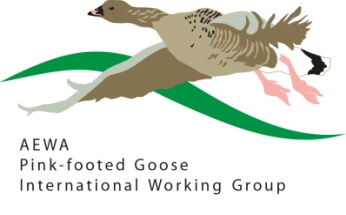 AEWA
Pink-footed Goose
International Working Group